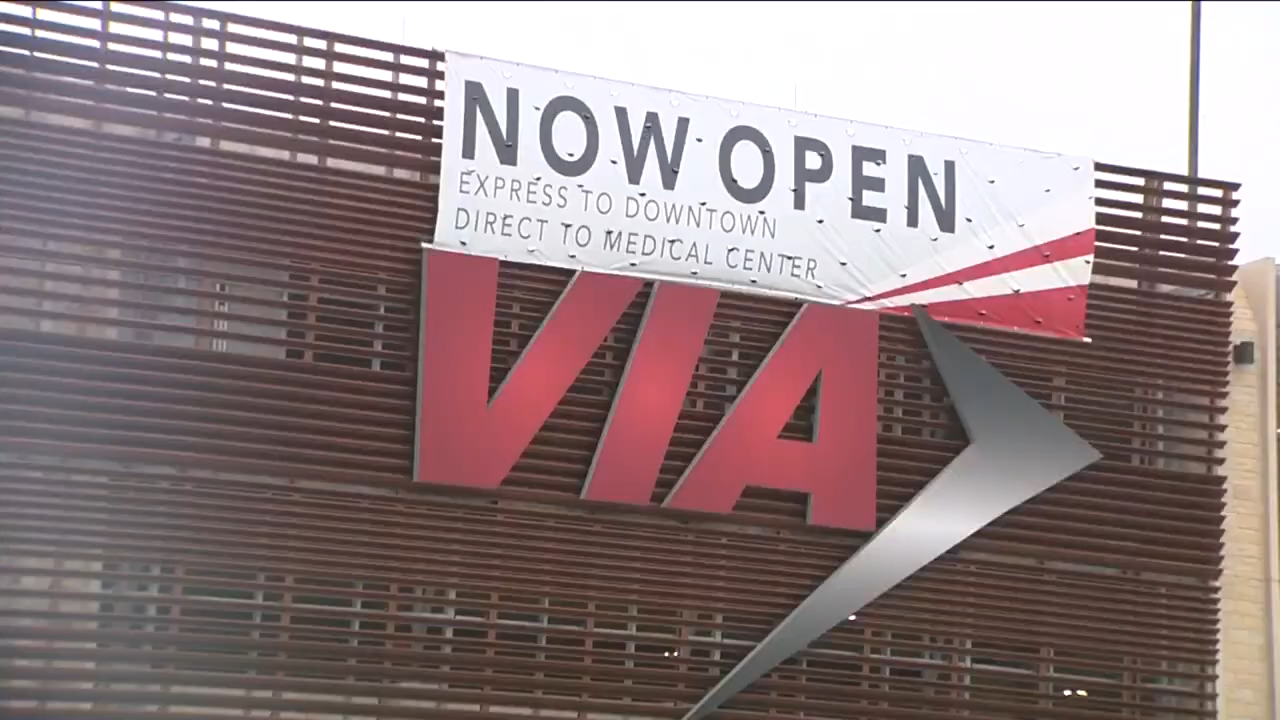 NOW OPEN
EXPRESS TO DOWNTOWN
DIRECT TO MEDICAL CENTER
VIA